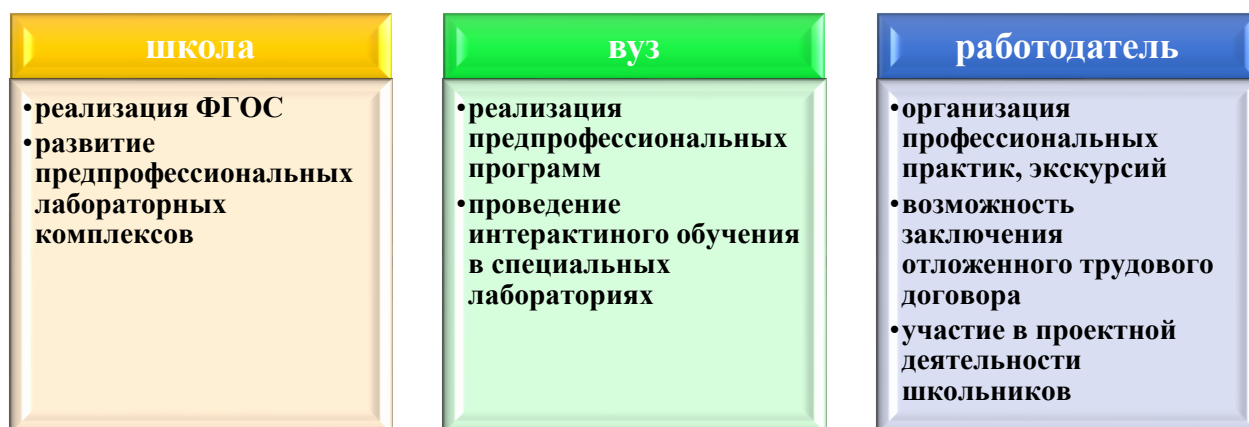 школа
•реализация ФГОС
•развитие
предпрофессиональных
лабораторных
комплексов
вуз
•реализация
предпрофессиональных
программ
•проведение
интерактиного обучения
в специальных
лабораториях
работодатель
•организация
профессиональных
практик, экскурсий
•возможность
заключения
отложенного трудового
договора
•участие в проектной
деятельности
школьников